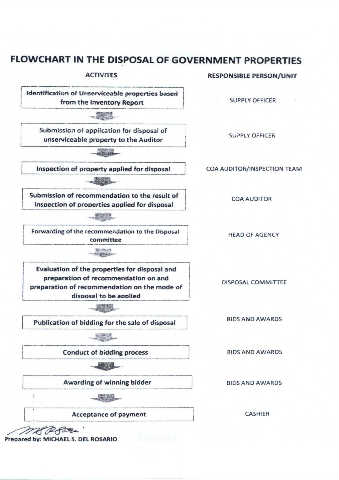 FLOWCHART IN THE DISPOSAL OF GOVERNMENT PROPERTIES
ACTIVITES RESPONSIBLE PERSON/UNIT
Identification of Unserviceable properties based
from the Inventory Report
SUPPLY OFFICER
Submission of application for disposal of
unserviceable property to the Auditor
SUPPLY OFFICER
Inspection of property applied for disposal
COA AUDITOR/INSPECTION TEAM
Submission of recommendation to the result of
inspection of properties applied for disposal
COA AUDITOR
Forwarding of the recommendation to the Disposal
committee
HEAD OF AGENCY
Evaluation of the properties for disposal and
preparation of recommendation on and
preparation of recommendation on the mode of
disposal to be applied
DISPOSAL COMMITTEE
Publication of bidding for the sale of disposal
BIDS AND AWARDS
Conduct of bidding process
BIDS AND AWARDS
Awarding of winning bidder
BIDS AND AWARDS
Acceptance of payment
CASHIER
Prepared by: MICHAEL S. DEL ROSARIO